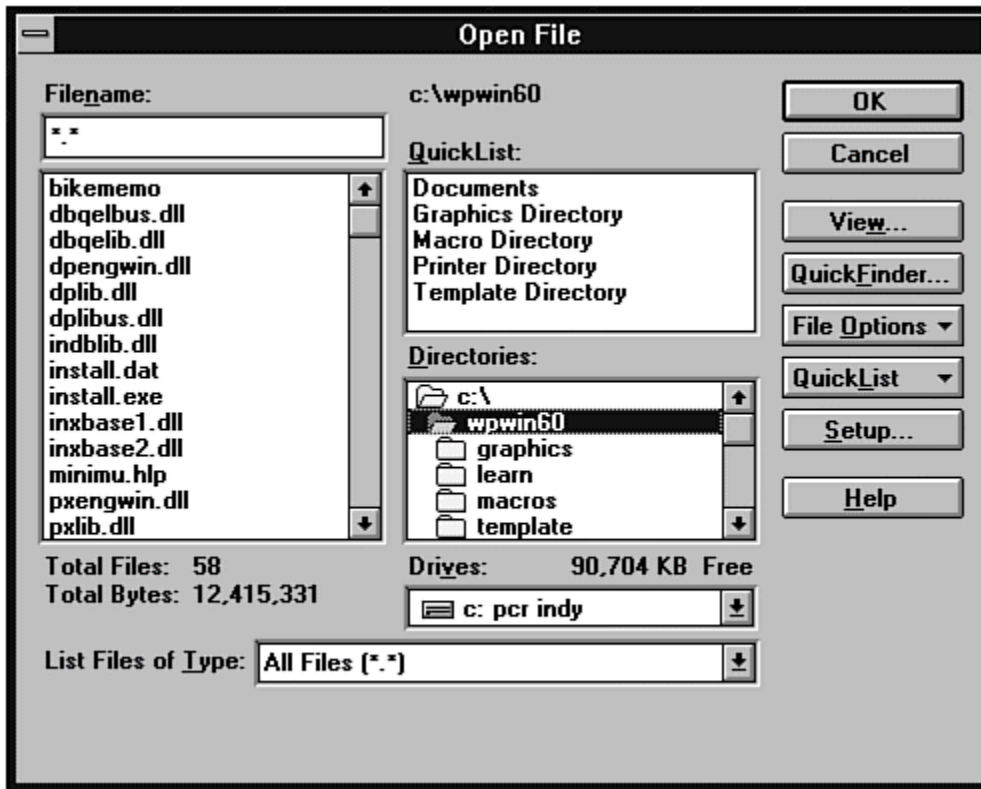 Open File
Filename:
*.*
bikememo
dbqelbus.dll
dbqelib.dll
dpengwin.dll
dplib.dll
dplibus.dll
indblib.dll
install.dat
install.exe
inxbase1.dll
inxbase2.dll
minimu.hlp
pxengwin.dll
pxlib.dll
Total Files: 58
Total Bytes: 12,415,331
c:\wpwin60
QuickList:
Documents
Graphics Directory
Macro Directory
Printer Directory
Template Directory
Directories:
c:\
wpwin60
graphics
learn
macros
template
Drives: 90,704 KB Free
c: pcr indy
List Files of Type: All Files (*.*)
OK
Cancel
View...
QuickFinder...
File Options
QuickList
Setup...
Help